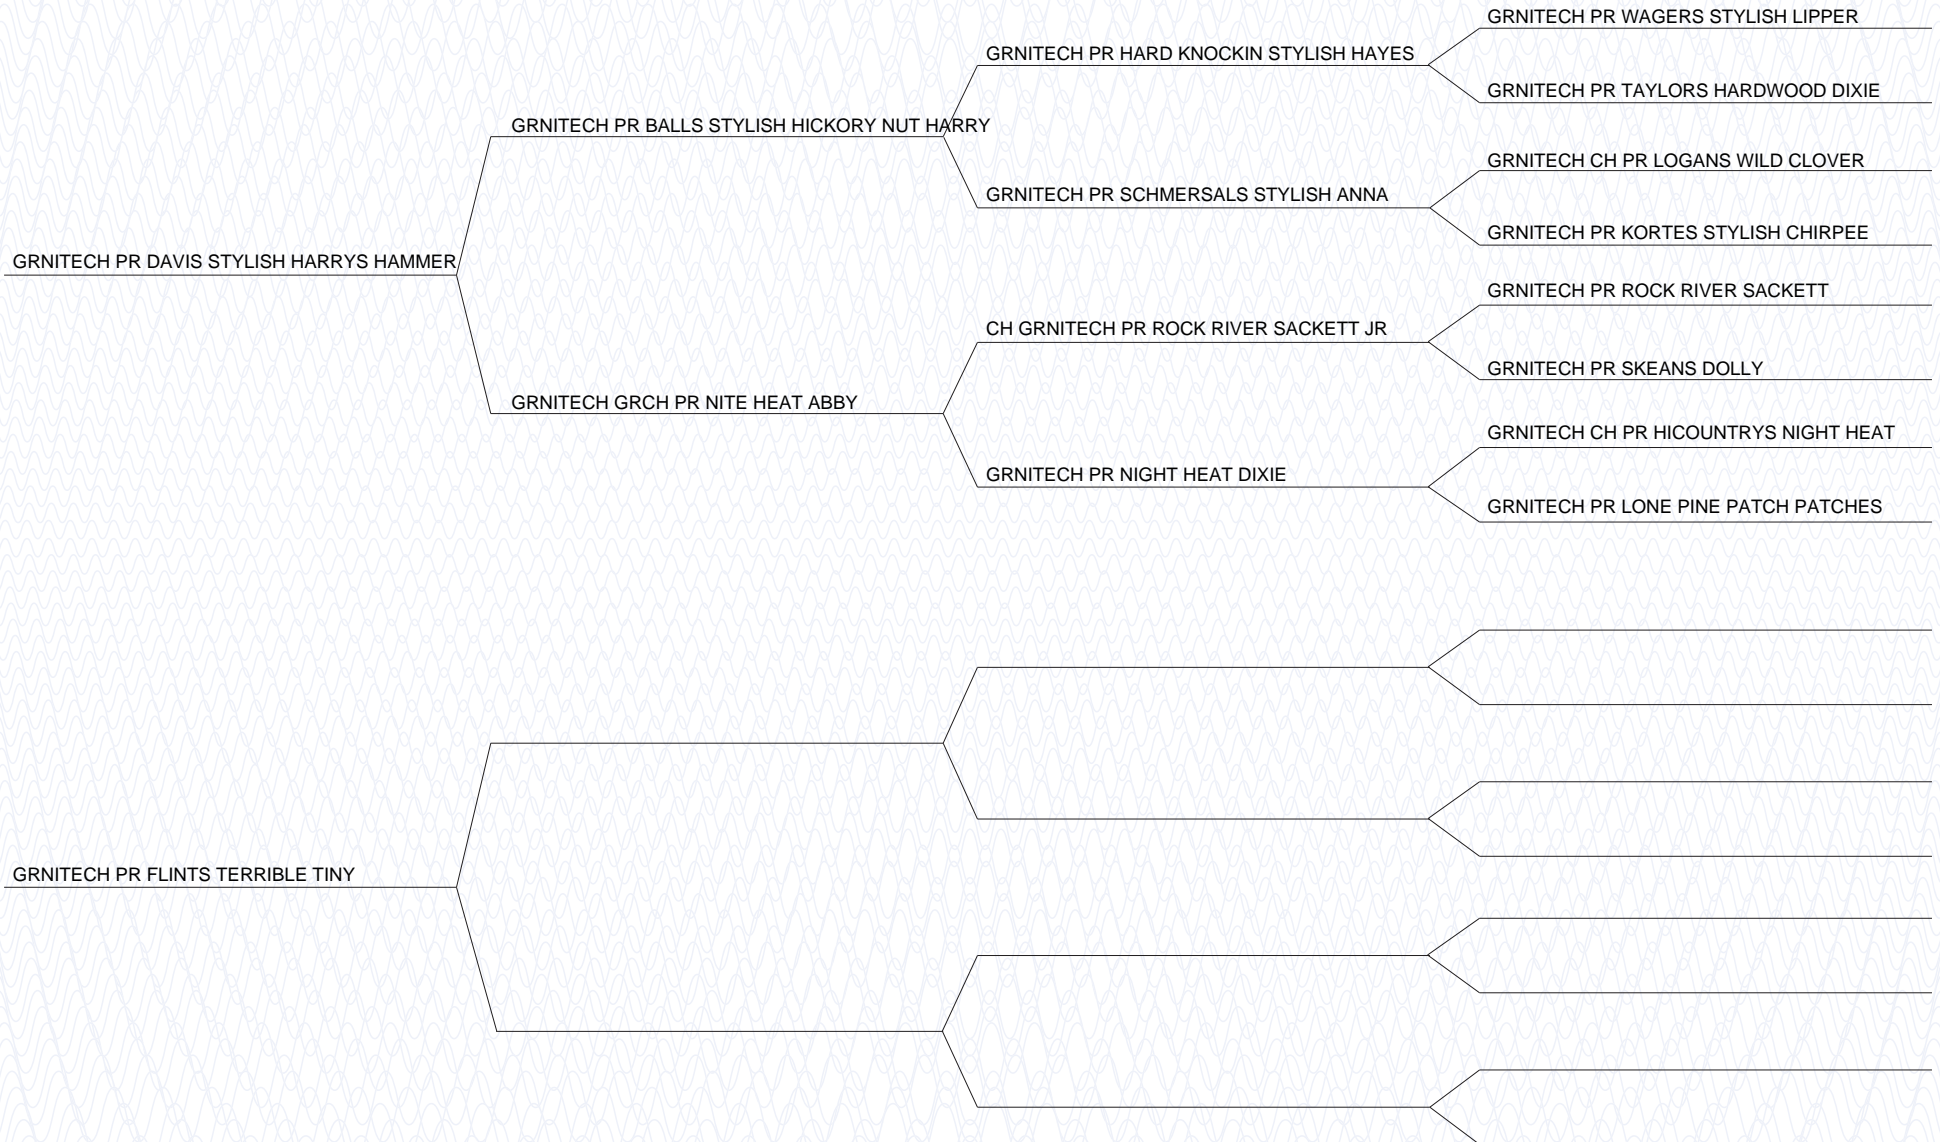 GRNITECH PR WAGERS STYLISH LIPPER
GRNITECH PR HARD KNOCKIN STYLISH HAYES
GRNITECH PR TAYLORS HARDWOOD DIXIE
GRNITECH PR BALLS STYLISH HICKORY NUT HARRY
GRNITECH CH PR LOGANS WILD CLOVER
GRNITECH PR SCHMERSALS STYLISH ANNA
GRNITECH PR KORTES STYLISH CHIRPEE
GRNITECH PR DAVIS STYLISH HARRYS HAMMER
GRNITECH PR ROCK RIVER SACKETT
CH GRNITECH PR ROCK RIVER SACKETT JR
GRNITECH PR SKEANS DOLLY
GRNITECH GRCH PR NITE HEAT ABBY
GRNITECH CH PR HICOUNTRYS NIGHT HEAT
GRNITECH PR NIGHT HEAT DIXIE
GRNITECH PR LONE PINE PATCH PATCHES
GRNITECH PR FLINTS TERRIBLE TINY